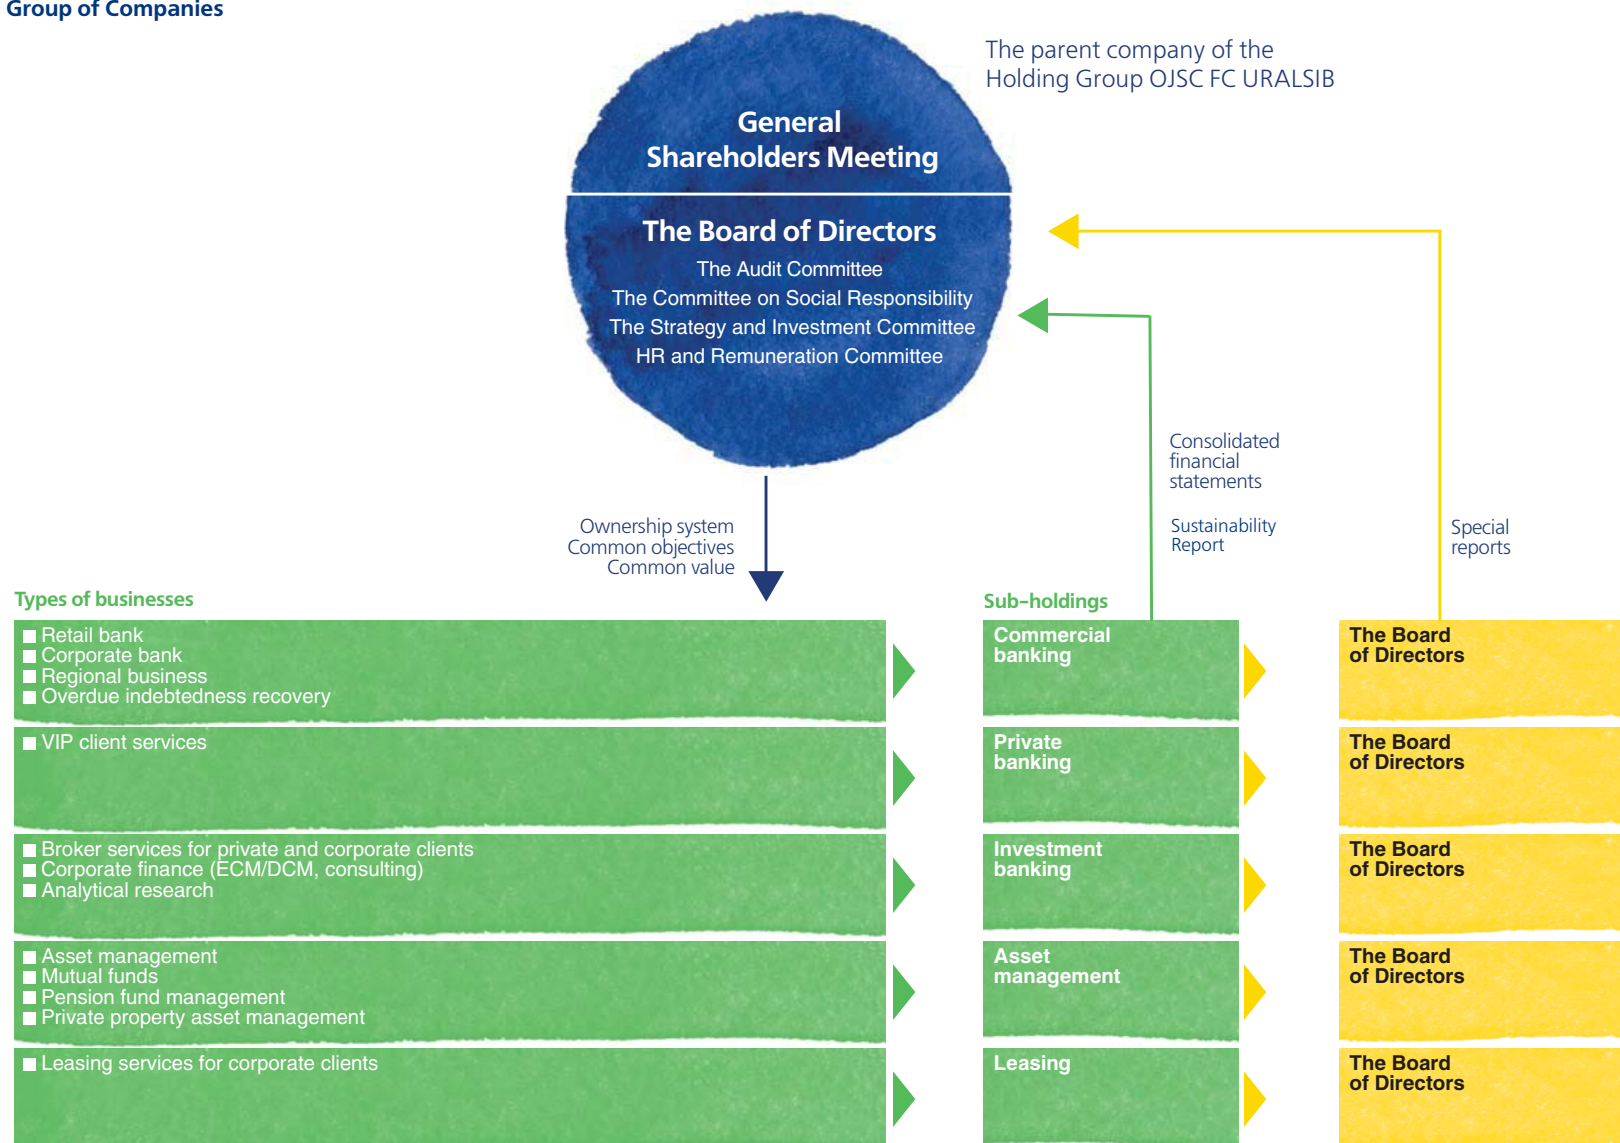 Group of Companies
The parent company of the
Holding Group OJSC FC URALSIB
General
Shareholders Meeting
The Board of Directors
The Audit Committee
The Committee on Social Responsibility
The Strategy and Investment Committee
HR and Remuneration Committee
Consolidated
financial
statements
Sustainability
Report
Special
reports
Ownership system
Common objectives
Common value
Types of businesses
Sub-holdings
■ Retail bank
■ Corporate bank
■ Regional business
■ Overdue indebtedness recovery
Commercial
banking
The Board
of Directors
■ VIP client services
Private
banking
The Board
of Directors
■ Broker services for private and corporate clients
■ Corporate finance (ECM/DCM, consulting)
■ Analytical research
Investment
banking
The Board
of Directors
■ Asset management
■ Mutual funds
■ Pension fund management
■ Private property asset management
Asset
management
The Board
of Directors
■ Leasing services for corporate clients
Leasing
The Board
of Directors